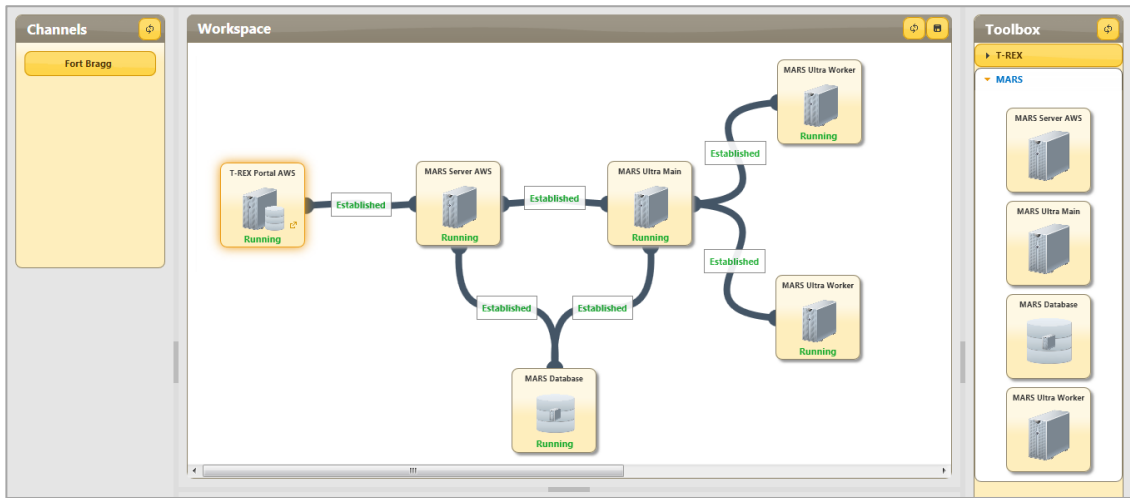 Channels
Fort Bragg
Workspace
MARS Ultra Worker
Running
Established
T-REX Portal AWS
Running
Established
MARS Server AWS
Running
Established
MARS Ultra Main
Running
Established
MARS Ultra Worker
Running
Established
Established
MARS Database
Running
Toolbox
T-REX
MARS
MARS Server AWS
MARS Ultra Main
MARS Database
MARS Ultra Worker